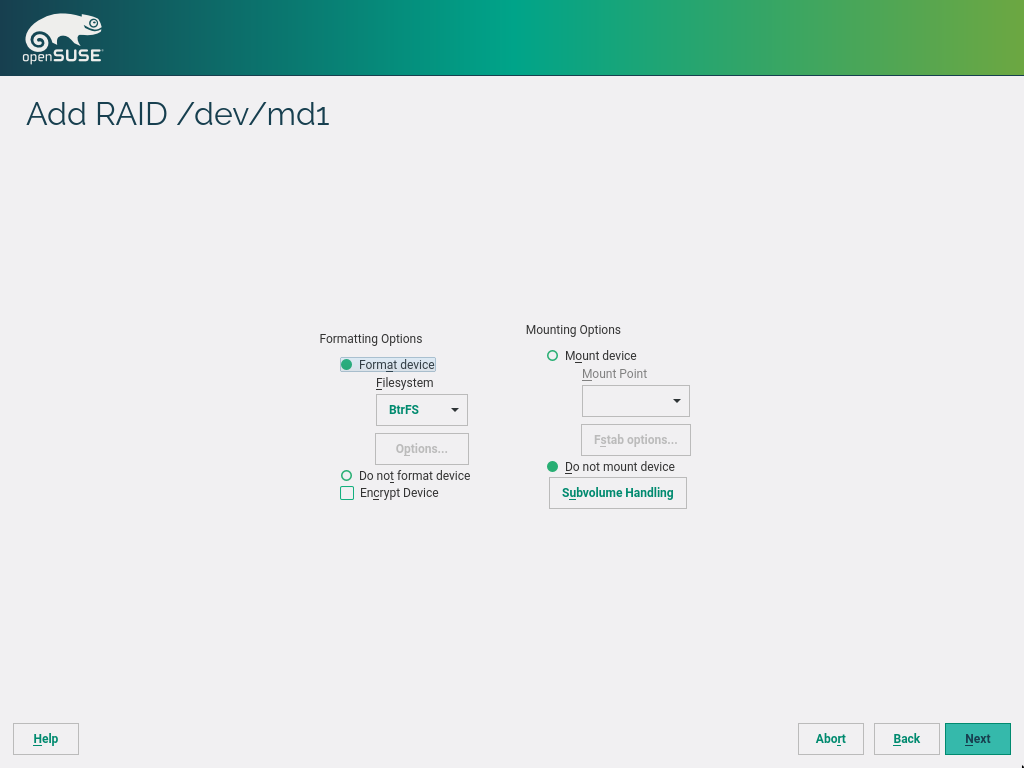 openSUSE
Add RAID /dev/md1
Formatting Options
Format device
Filesystem
BtrFS
Options...
Do not format device
Encrypt Device
Mounting Options
Mount device
Mount Point
Fstab options...
Do not mount device
Subvolume Handling
Help
Abort
Back
Next